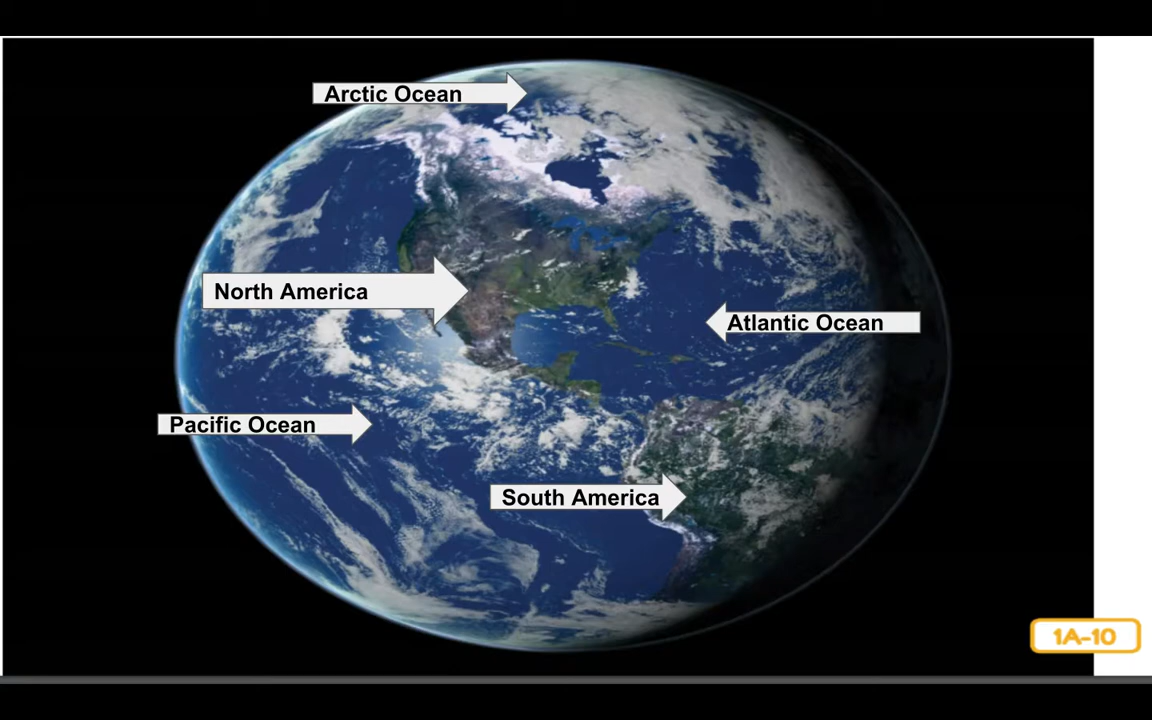 Arctic Ocean
North America
Atlantic Ocean
Pacific Ocean
South America
1A-10